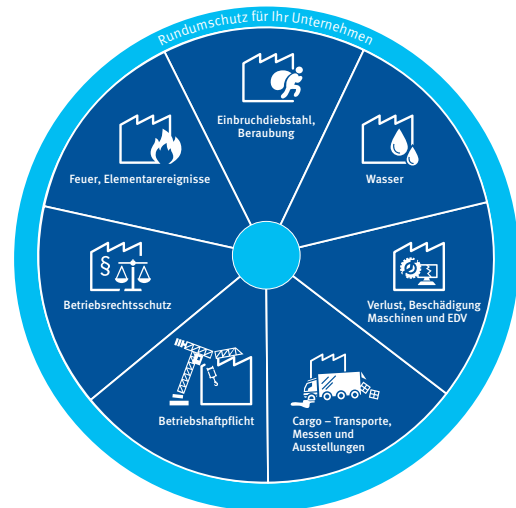 Rundumschutz für Ihr Unternehmen
Einbruchdiebstahl,
Beraubung
Wasser
Verlust, Beschädigung
Maschinen und EDV
Cargo – Transporte,
Messen und
Ausstellungen
Betriebshaftpflicht
§
Betriebsrechtsschutz
Feuer, Elementarereignisse